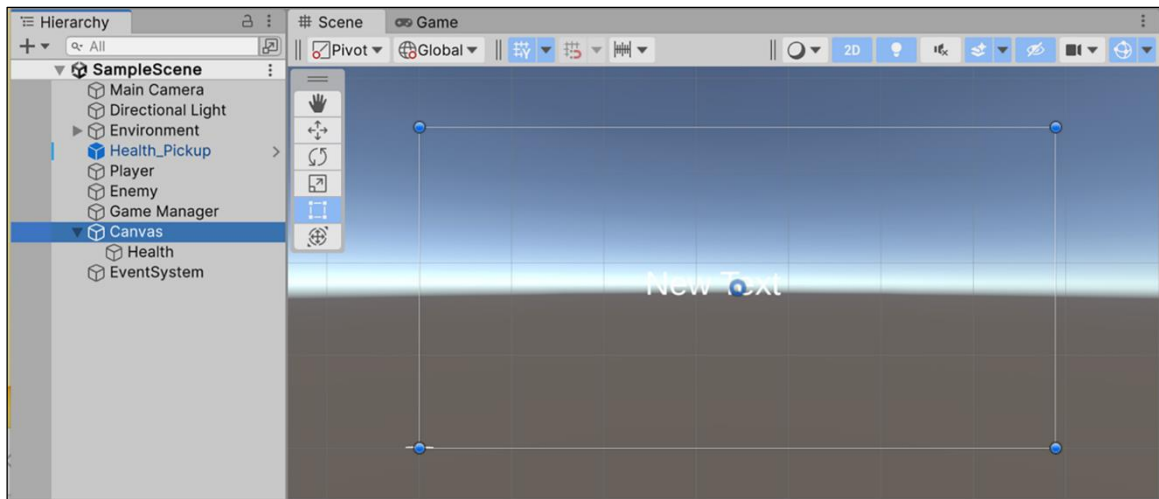 Hierarchy
All
SampleScene
Main Camera
Directional Light
Environment
Health_Pickup
Player
Enemy
Game Manager
Canvas
Health
EventSystem
Scene Game
Pivot Global 2D
New Text